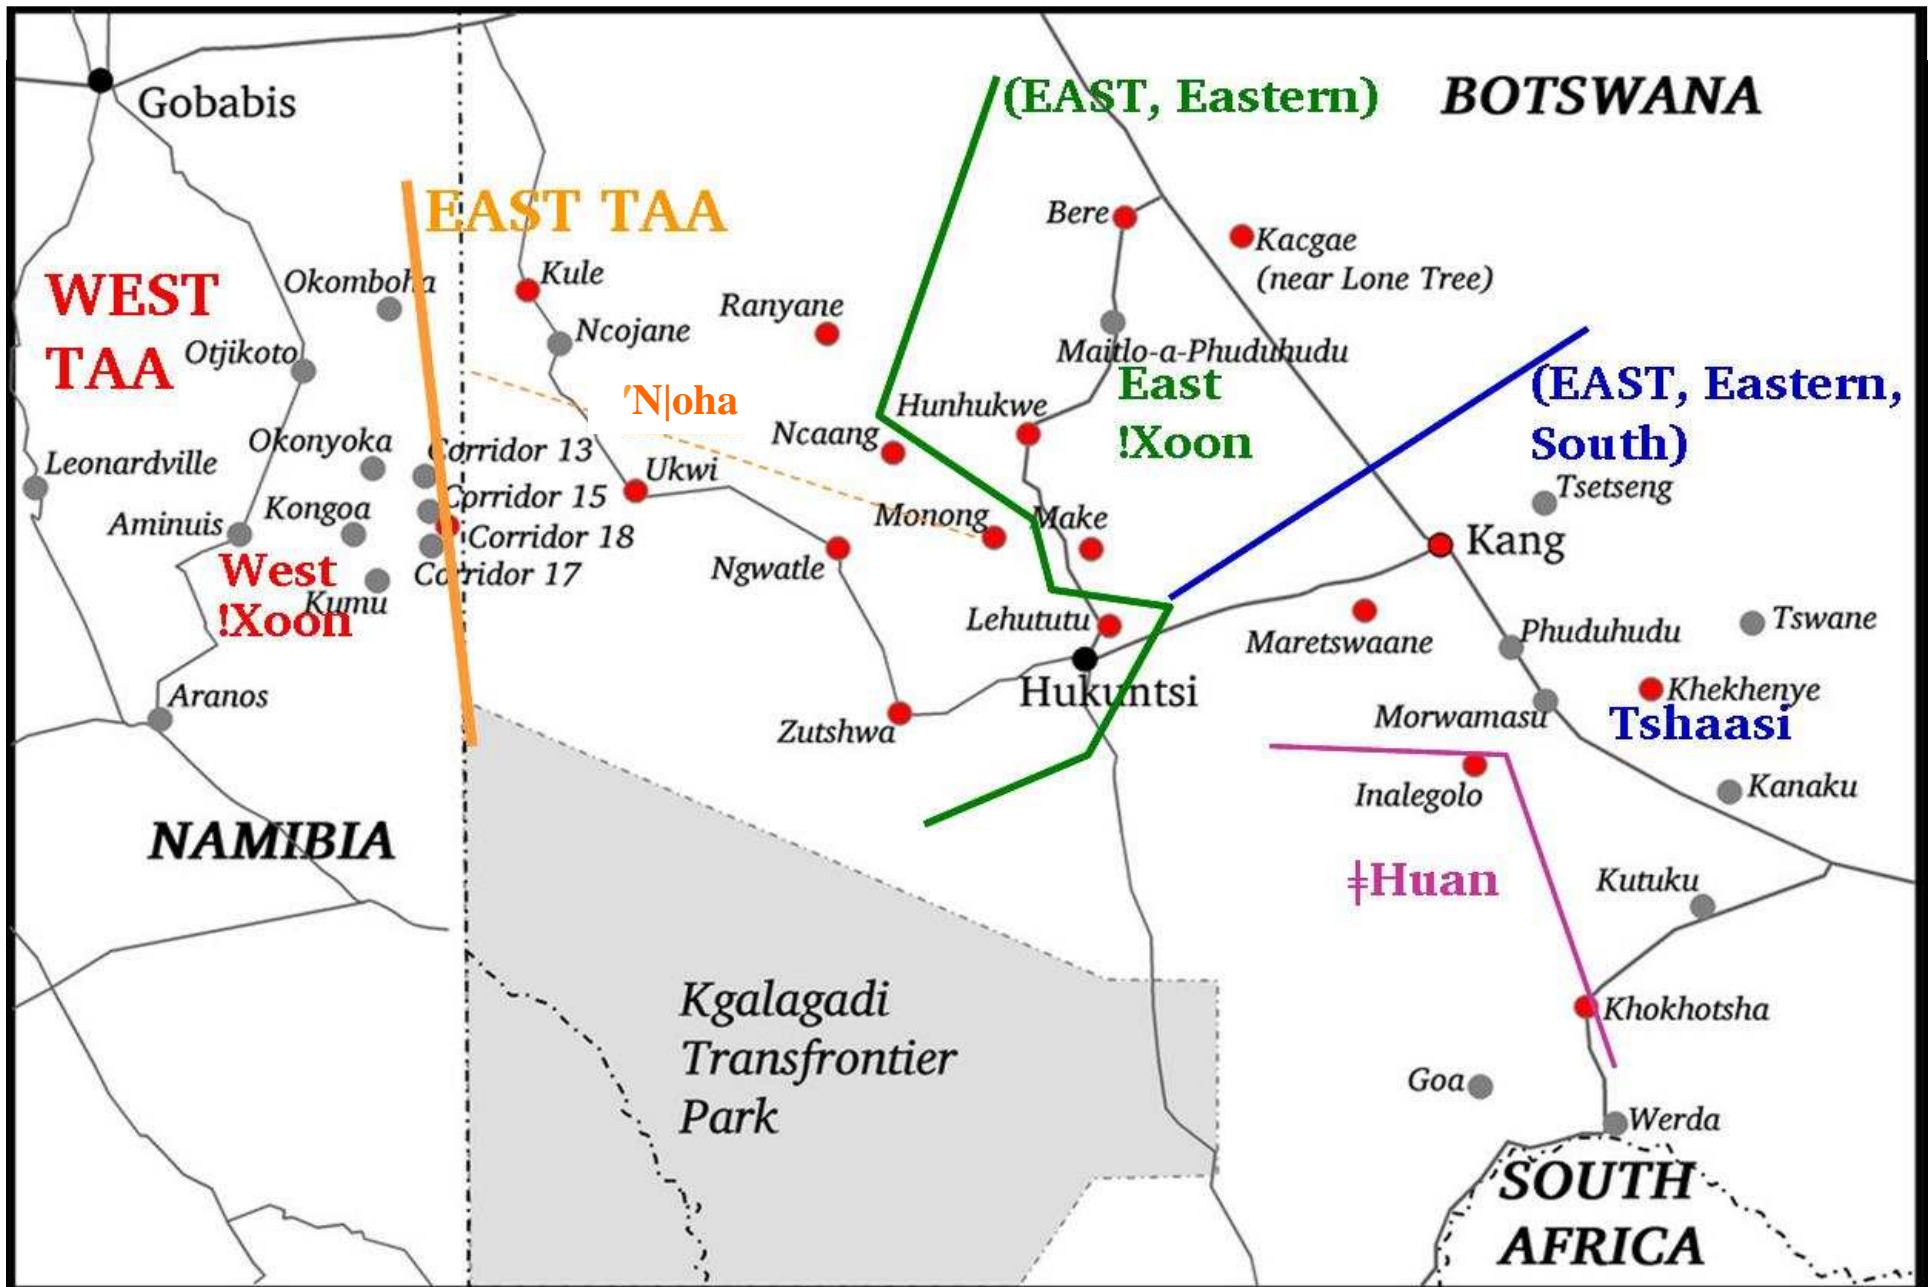 (EAST, Eastern)
BOTSWANA
Gobabis
EAST TAA
Bere
Kacgae
(near Lone Tree)
WEST
TAA
Okomboha
Kule
Ranyane
Ncojane
Otjikoto
Maitlo-a-Phuduhudu
East
!Xoon
(EAST, Eastern,
South)
ʹN|oha
Hunhukwe
Ncaang
Okonyoka
Corridor 13
Leonardville
Ukwi
Tsetseng
Corridor 15
Kongoa
Monong
Make
Aminuis
Corridor 18
Kang
Ngwatle
West
!Xoon
Corridor 17
Kumu
Lehututu
Maretswaane
Phuduhudu
Tswane
Aranos
Hukuntsi
Khekhenye
Zutshwa
Morwamasu
Tshaasi
Inalegolo
Kanaku
NAMIBIA
ǂHuan
Kutuku
Kgalagadi
Transfrontier
Park
Khokhotsha
Goa
Werda
SOUTH
AFRICA